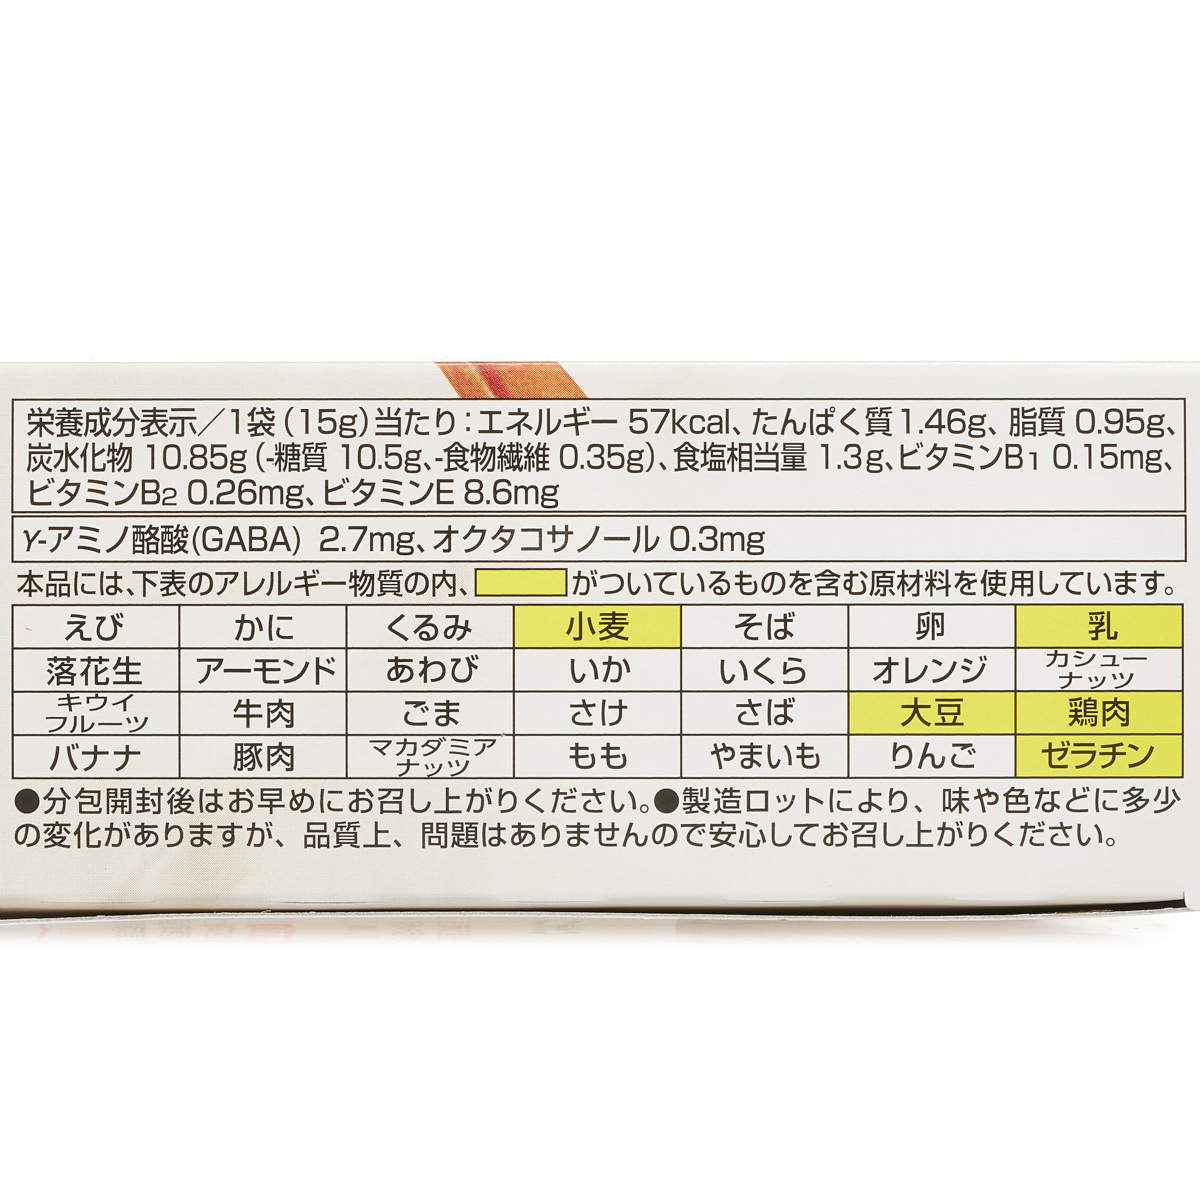 栄養成分表示／1袋（15g）当たり：エネルギー 57kcal、たんぱく質1.46g、脂質 0.95g、
炭水化物 10.85g（-糖質 10.5g、-食物繊維 0.35g）、食塩相当量 1.3g、ビタミンB1 0.15mg、
ビタミンB2 0.26mg、ビタミンE 8.6mg
γ-アミノ酪酸(GABA) 2.7mg、オクタコサノール 0.3mg
本品には、下表のアレルギー物質の内、 がついているものを含む原材料を使用しています。
えび かに くるみ 小麦 そば 卵 乳
落花生 アーモンド あわび いか いくら オレンジ カシューナッツ
キウイフルーツ 牛肉 ごま さけ さば 大豆 鶏肉
バナナ 豚肉 マカダミアナッツ もも やまいも りんご ゼラチン
●分包開封後はお早めにお召し上がりください。●製造ロットにより、味や色などに多少
の変化がありますが、品質上、問題はありませんので安心してお召し上がりください。